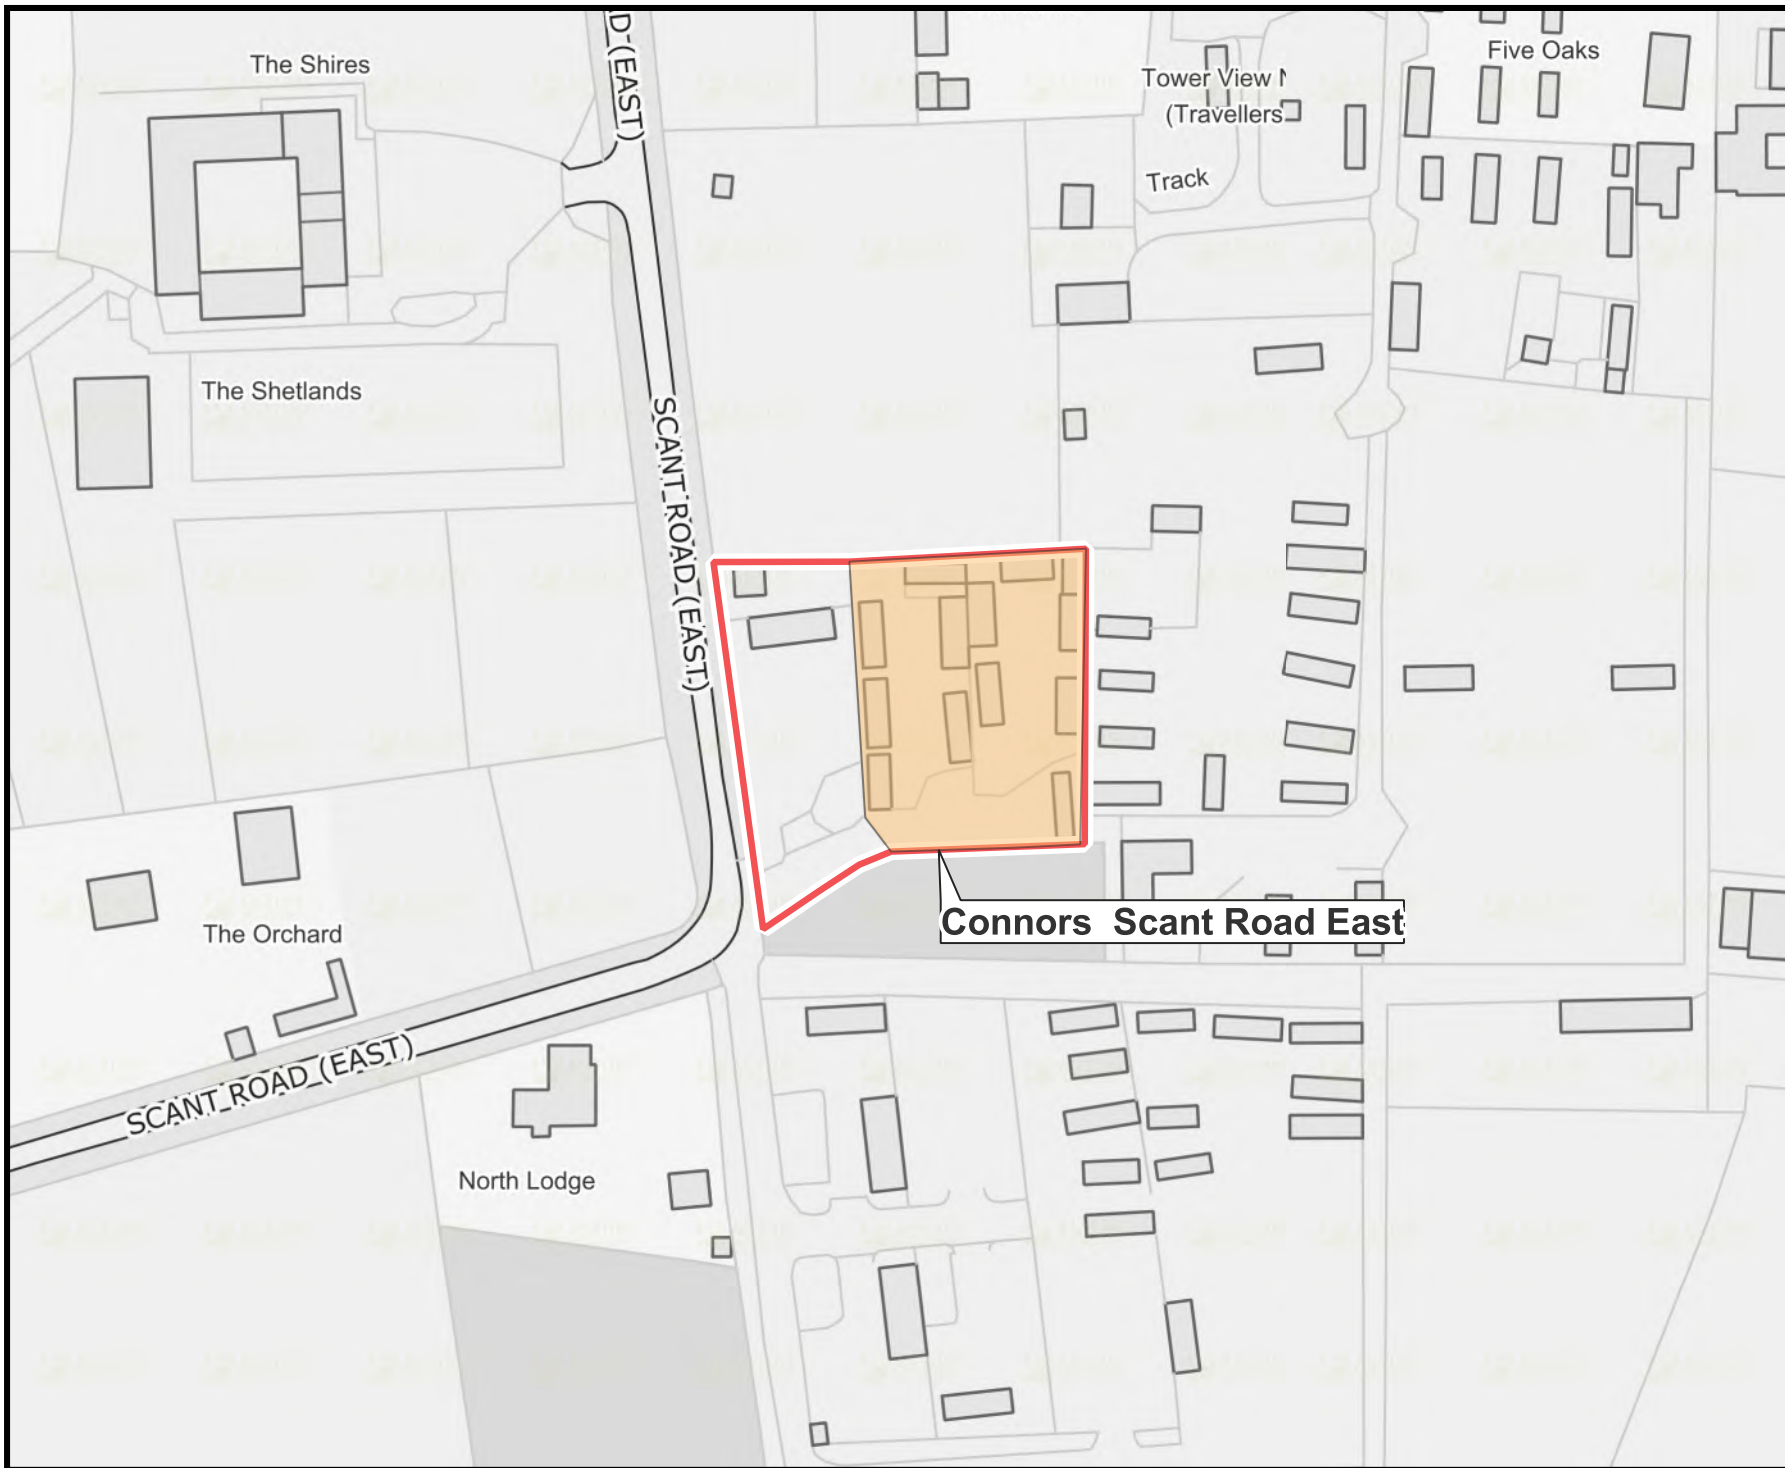 The Shires
D (EAST)
Five Oaks
Tower View
(Travellers
Track
The Shetlands
SCANT ROAD (EAST)
Connors Scant Road East
The Orchard
SCANT ROAD (EAST)
North Lodge